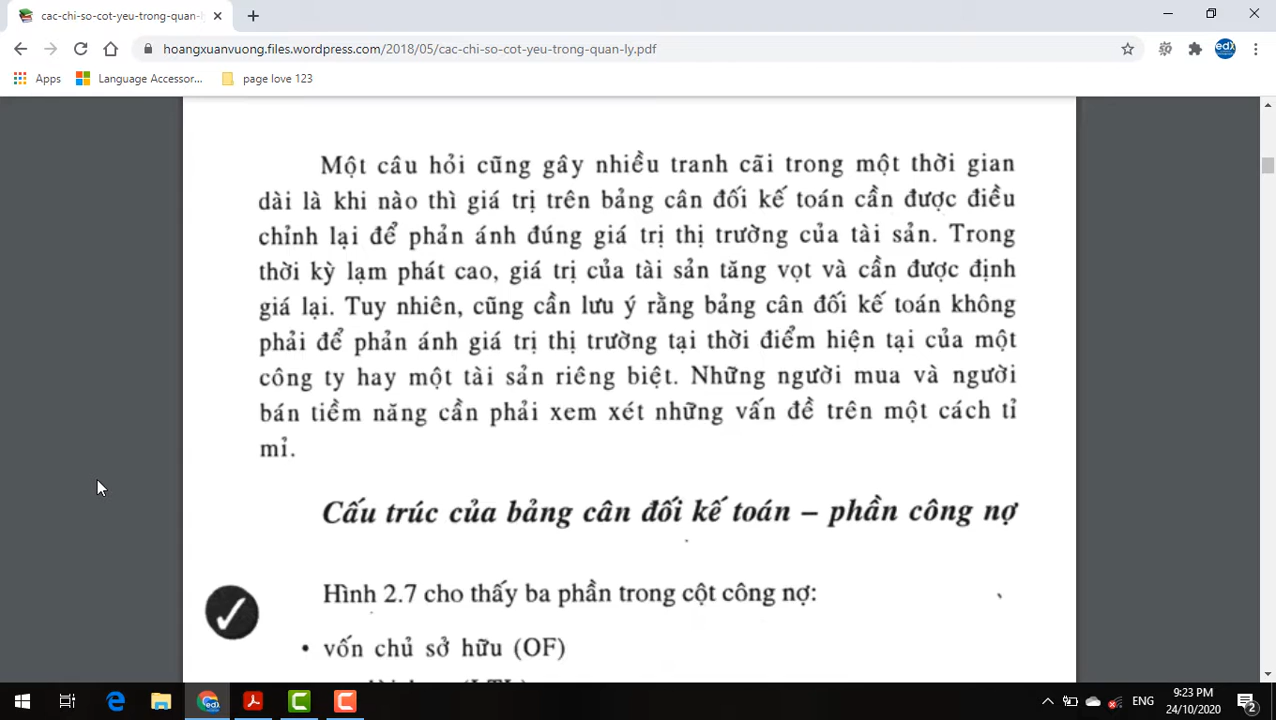 cac-chi-so-cot-yeu-trong-quan-l
hoangxuanvuong.files.wordpress.com/2018/05/cac-chi-so-cot-yeu-trong-quan-ly.pdf
edX
Apps
Language Accessor...
page love 123
Một câu hỏi cũng gây nhiều tranh cãi trong một thời gian
dài là khi nào thì giá trị trên bảng cân đối kế toán cần được điều
chỉnh lại để phản ánh đúng giá trị thị trường của tài sản. Trong
thời kỳ lạm phát cao, giá trị của tài sản tăng vọt và cần được định
giá lại. Tuy nhiên, cũng cần lưu ý rằng bảng cân đối kế toán không
phải để phản ánh giá trị thị trường tại thời điểm hiện tại của một
công ty hay một tài sản riêng biệt. Những người mua và người
bán tiềm năng cần phải xem xét những vấn đề trên một cách tỉ
mỉ.
Cấu trúc của bảng cân đối kế toán – phần công nợ
Hình 2.7 cho thấy ba phần trong cột công nợ:
• vốn chủ sở hữu (OF)
edX
ENG
9:23 PM
24/10/2020
2